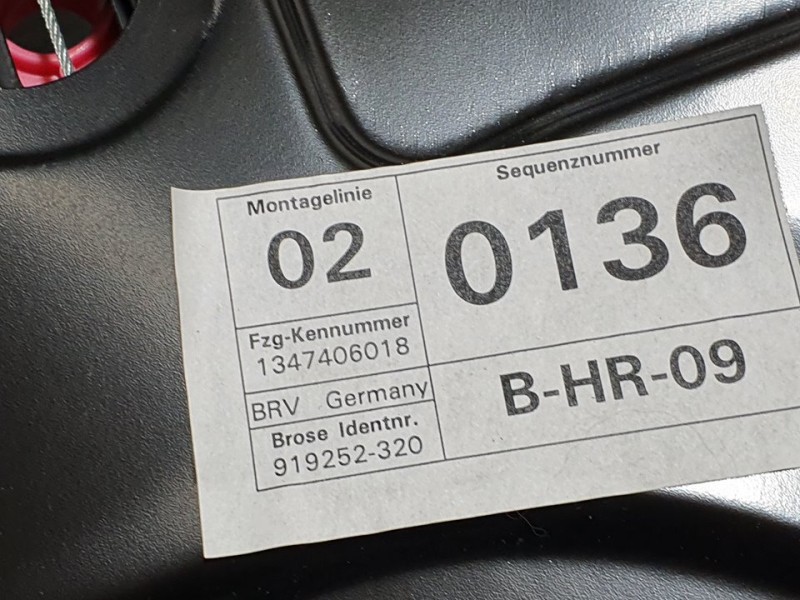 Montagelinie
02
Sequenznummer
0136
Fzg-Kennummer
1347406018
BRV Germany
Brose Identnr.
919252-320
B-HR-09